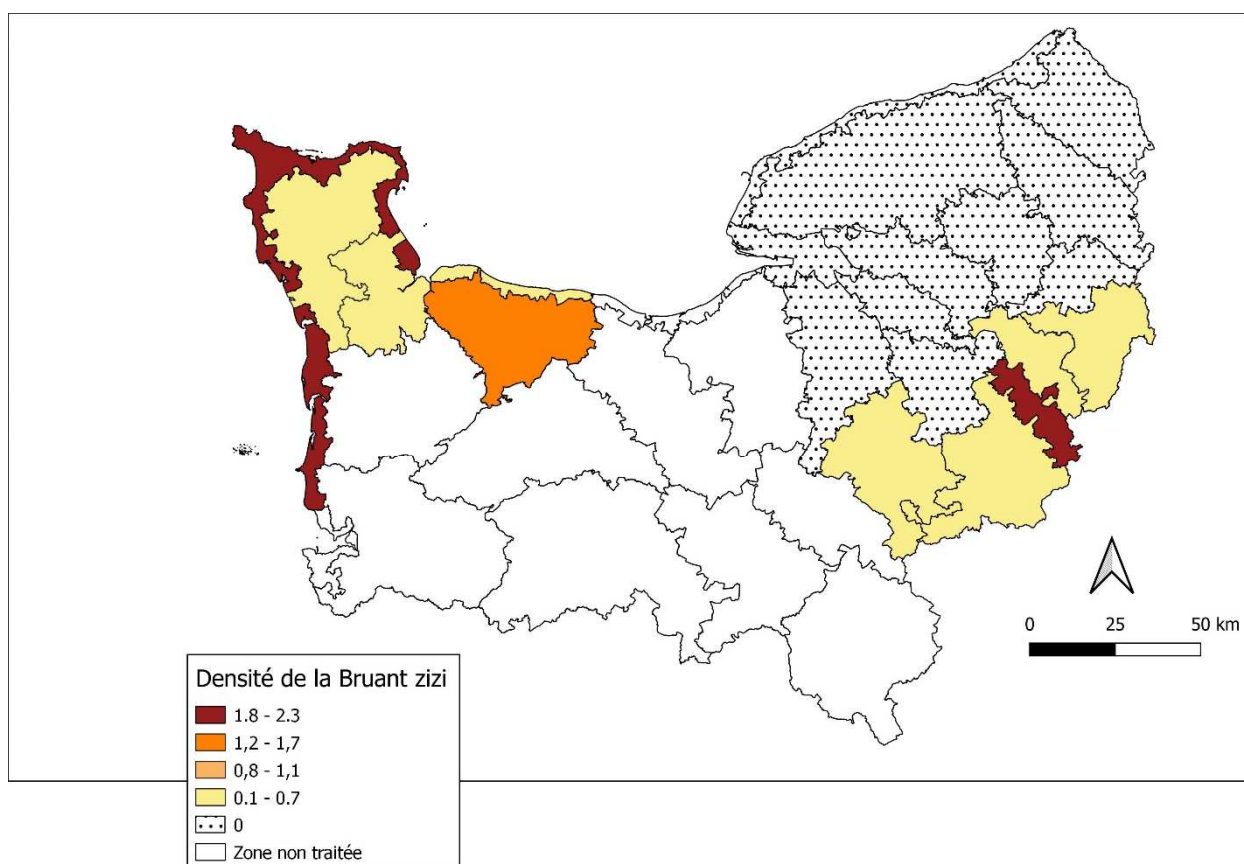 0 25 50 km
Densité de la Bruant zizi
1.8 - 2.3
1,2 - 1,7
0,8 - 1,1
0.1 - 0.7
0
Zone non traitée